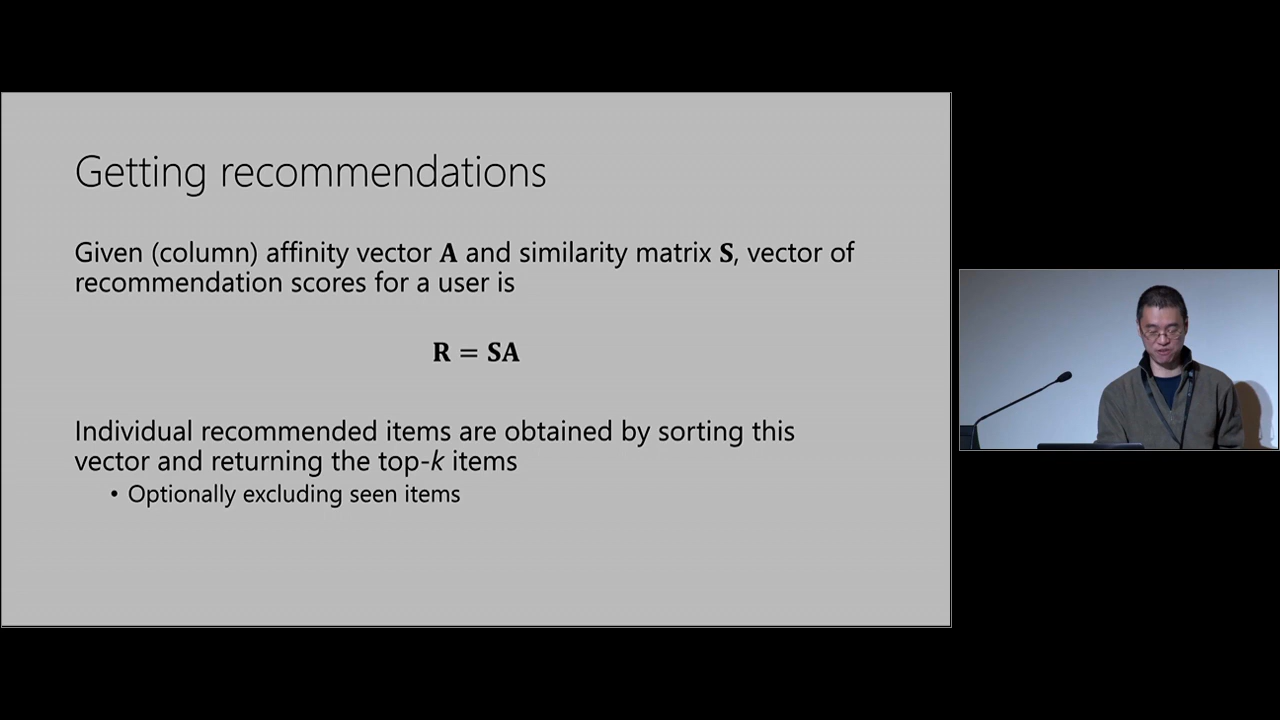 Getting recommendations
Given (column) affinity vector A and similarity matrix S, vector of
recommendation scores for a user is
R = SA
Individual recommended items are obtained by sorting this
vector and returning the top-k items
• Optionally excluding seen items